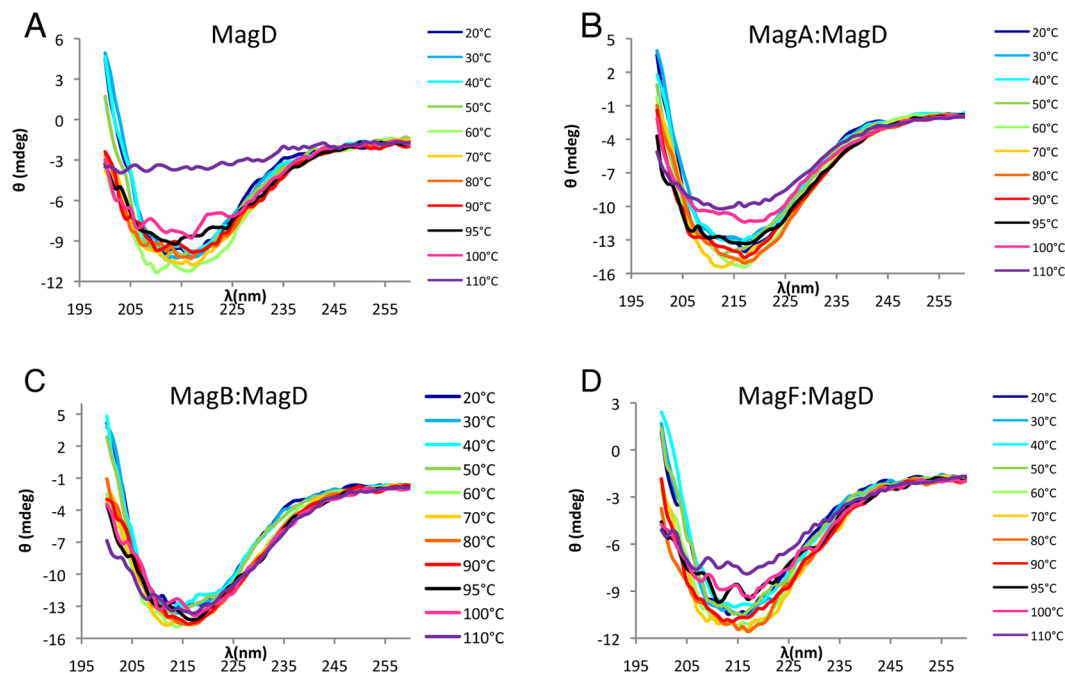 A
MagD
6
3
0
-3
-6
-9
-12
θ (mdeg)
195 205 215 225 235 245 255
λ(nm)
20°C
30°C
40°C
50°C
60°C
70°C
80°C
90°C
95°C
100°C
110°C
B
MagA:MagD
5
2
-1
-4
-7
-10
-13
-16
θ (mdeg)
195 205 215 225 235 245 255
λ(nm)
20°C
30°C
40°C
50°C
60°C
70°C
80°C
90°C
95°C
100°C
110°C
C
MagB:MagD
5
2
-1
-4
-7
-10
-13
-16
θ (mdeg)
195 205 215 225 235 245 255
λ(nm)
20°C
30°C
40°C
50°C
60°C
70°C
80°C
90°C
95°C
100°C
110°C
D
MagF:MagD
3
0
-3
-6
-9
-12
θ (mdeg)
195 205 215 225 235 245 255
λ(nm)
20°C
30°C
40°C
50°C
60°C
70°C
80°C
90°C
95°C
100°C
110°C